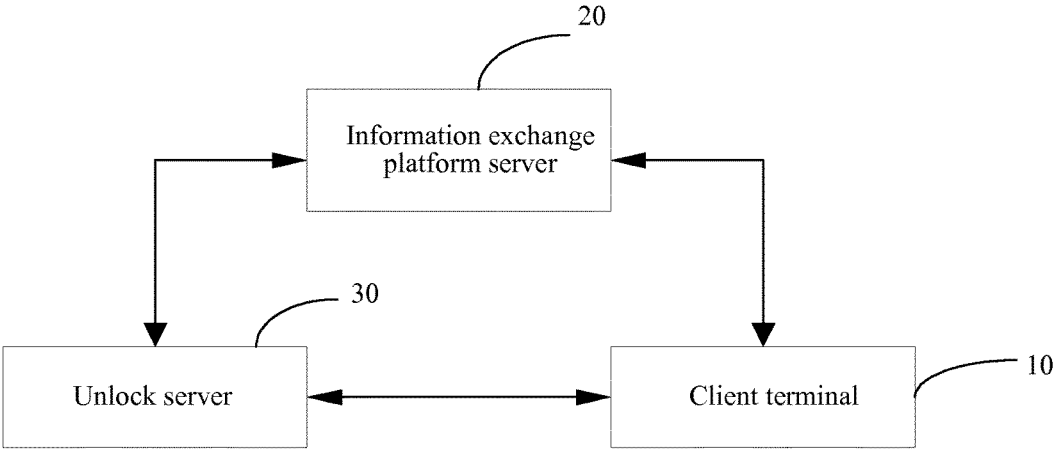 20
Information exchange
platform server
30
Unlock server
Client terminal
10